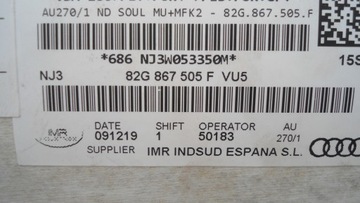 AU270/1 ND SOUL MU+MFK2 - 82G.867.505.F
*686 NJ3W053350M*
15S
NJ3 82G 867 505 F VU5
IMR
DATE SHIFT OPERATOR AU
091219 1 50183 270/1
SUPPLIER IMR INDSUD ESPANA S.L.